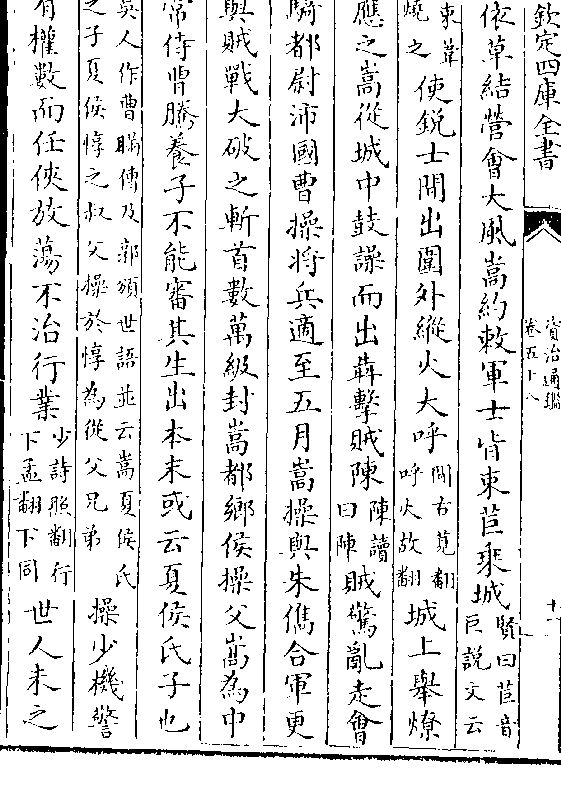 欽定四庫全書
資治通鑑
卷五十八
依草結營會大風嵩約敕軍士皆束苣乘城賢曰苣音巨説文云
束葦燒之使鋭士間出圍外縱火大呼間古莧翻呼火故翻城上舉燎
應之嵩從城中鼓譟而出犇擊賊陳陳讀曰陣賊驚亂走會
騎都尉沛國曹操將兵適至五月嵩操與朱儁合軍更
與賊戰大破之斬首數萬級封嵩都鄉侯操父嵩為中
常侍曹騰養子不能審其生出本末或云夏侯氏子也
吳人作曹瞞傳及郭頒世語並云嵩夏侯氏之子夏侯惇之叔父操於惇為從父兄弟操少機警
有權數而任俠放蕩不治行業少詩照翻行下孟翻下同世人未之